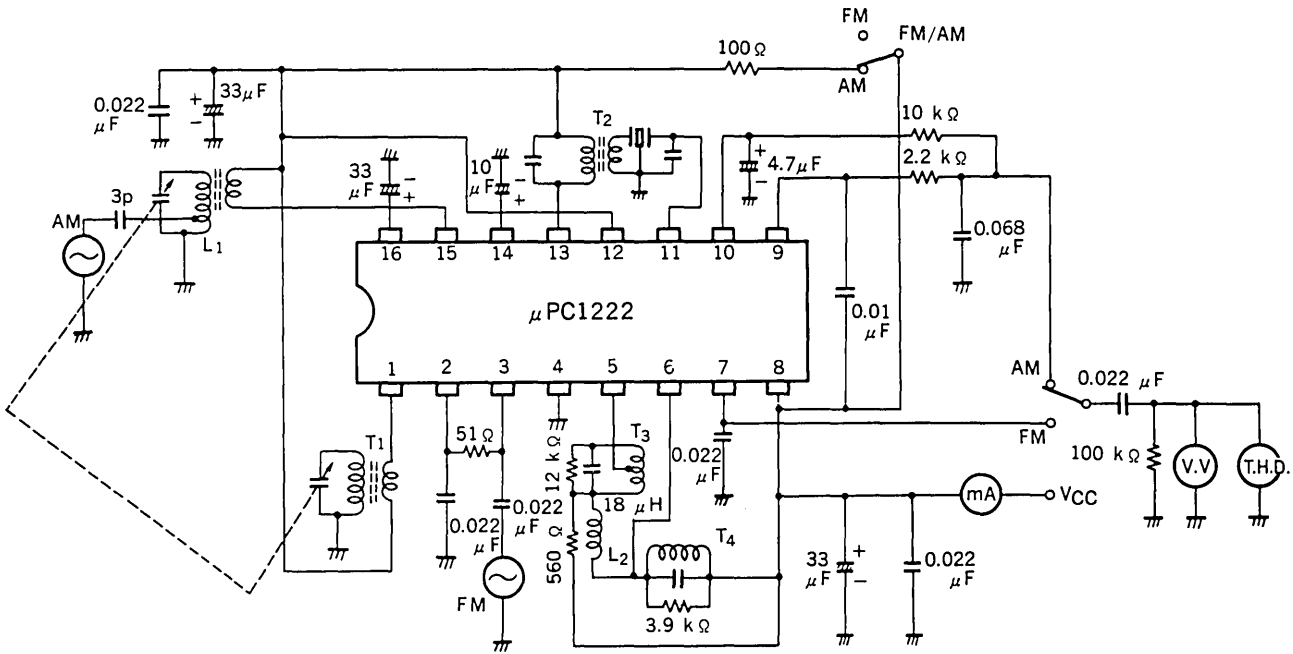 FM
FM/AM
100Ω
AM
0.022
μF
+
33μF
−
T2
10 kΩ
2.2 kΩ
+
4.7μF
−
33
μF
−
+
10
μF
−
+
3p
AM
L1
0.068
μF
16
15
14
13
12
11
10
9
μPC1222
0.01
μF
1
2
3
4
5
6
7
8
AM
0.022 μF
FM
100 kΩ
V.V
T.H.D.
T1
51Ω
12 kΩ
T3
0.022
μF
18 μH
mA
VCC
0.022
μF
0.022
μF
560 Ω
L2
T4
FM
3.9 kΩ
33
μF
+
−
0.022
μF